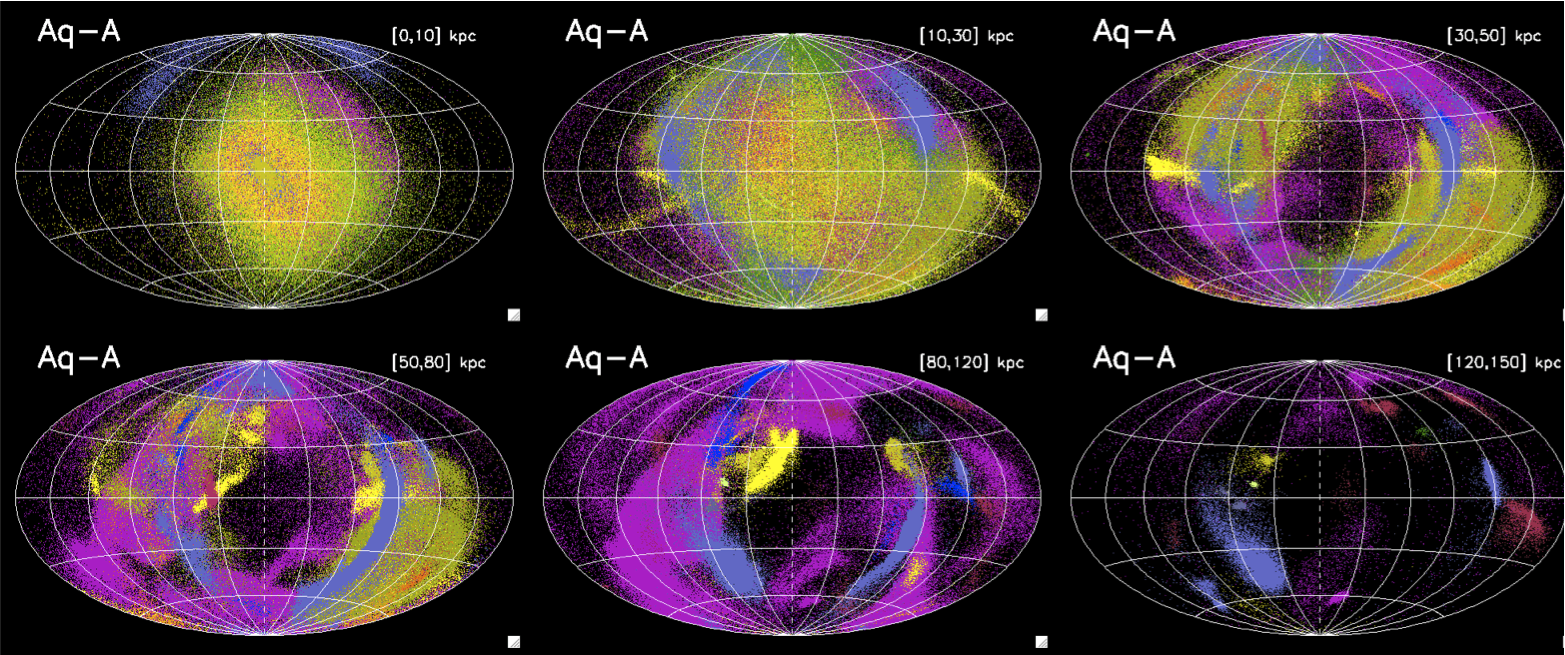 Aq-A [0,10] kpc
Aq-A [10,30] kpc
Aq-A [30,50] kpc
Aq-A [50,80] kpc
Aq-A [80,120] kpc
Aq-A [120,150] kpc